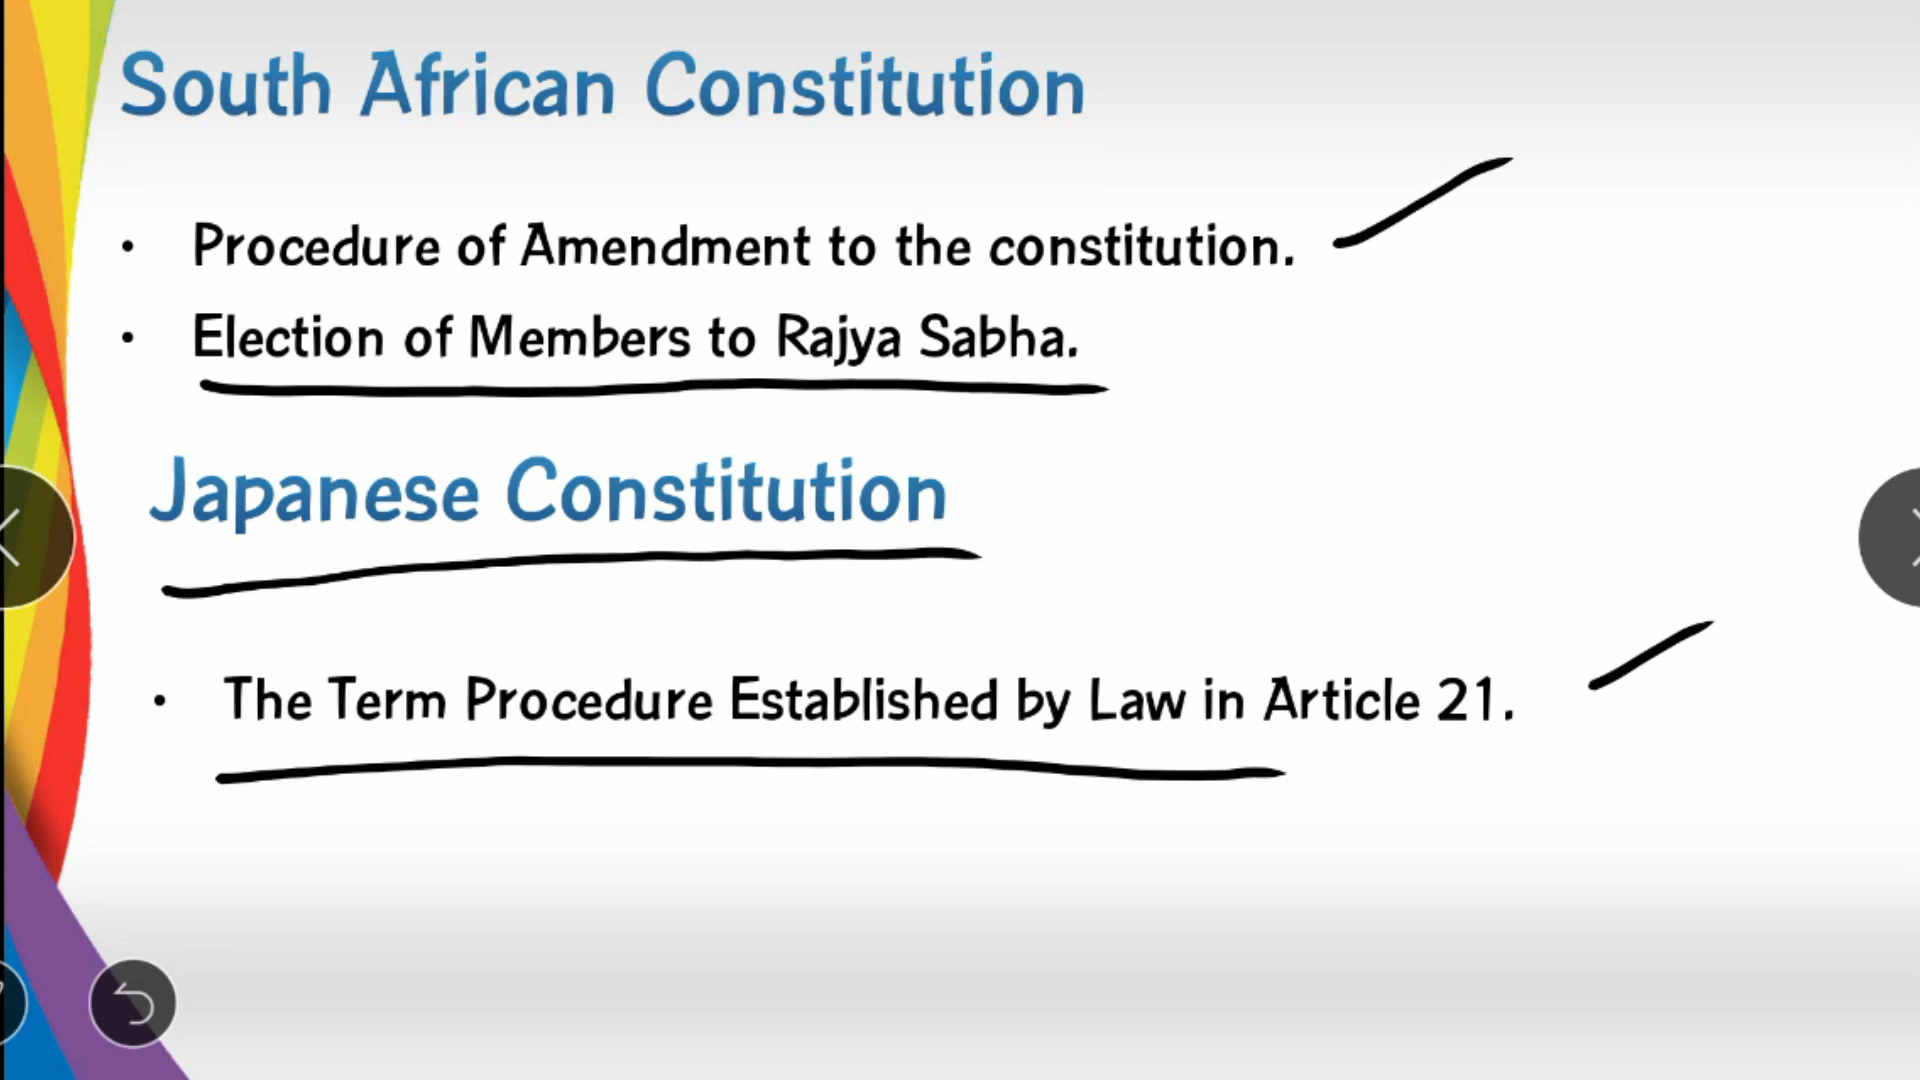 South African Constitution
• Procedure of Amendment to the constitution.
• Election of Members to Rajya Sabha.
Japanese Constitution
• The Term Procedure Established by Law in Article 21.